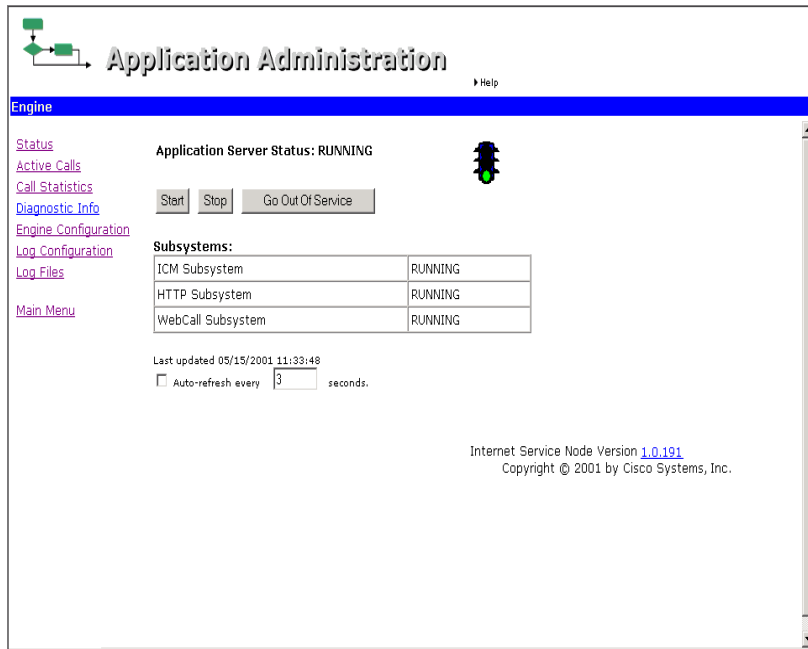 Application Administration
Help
Engine
Status
Active Calls
Call Statistics
Diagnostic Info
Engine Configuration
Log Configuration
Log Files
Main Menu
Application Server Status: RUNNING
Start Stop Go Out Of Service
Subsystems:
ICM Subsystem RUNNING
HTTP Subsystem RUNNING
WebCall Subsystem RUNNING
Last updated 05/15/2001 11:33:48
Auto-refresh every 3 seconds.
Internet Service Node Version 1.0.191
Copyright © 2001 by Cisco Systems, Inc.